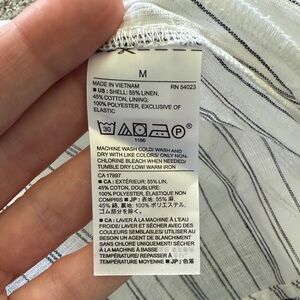 M
MADE IN VIETNAM RN 54023
■ US : SHELL: 55% LINEN,
45% COTTON, LINING:
100% POLYESTER, EXCLUSIVE OF
ELASTIC
30 P
1156
MACHINE WASH COLD/ WASH AND
DRY WITH LIKE COLORS/ ONLY NON-
CHLORINE BLEACH WHEN NEEDED/
TUMBLE DRY LOW/ WARM IRON
CA 17897
■ CA : EXTÉRIEUR: 55% LIN,
45% COTON, DOUBLURE:
100% POLYESTER, ÉLASTIQUE NON
COMPRIS ■ JP : 表地: 麻 55%,
綿 45%, 裏地: 100% ポリエステル,
ゴム部分を除く.
■ CA : LAVER À LA MACHINE À L'EAU
FROIDE/ LAVER ET SÉCHER AVEC DES
COULEURS SIMILAIRES/ UTILISER AU
BESOIN UN AGENT DE BLANCHIMENT
SANS CHLORE UNIQUEMENT/ SÉCHER
À LA MACHINE À BASSE
TEMPÉRATURE/ REPASSER À
TEMPÉRATURE MOYENNE ■ JP :